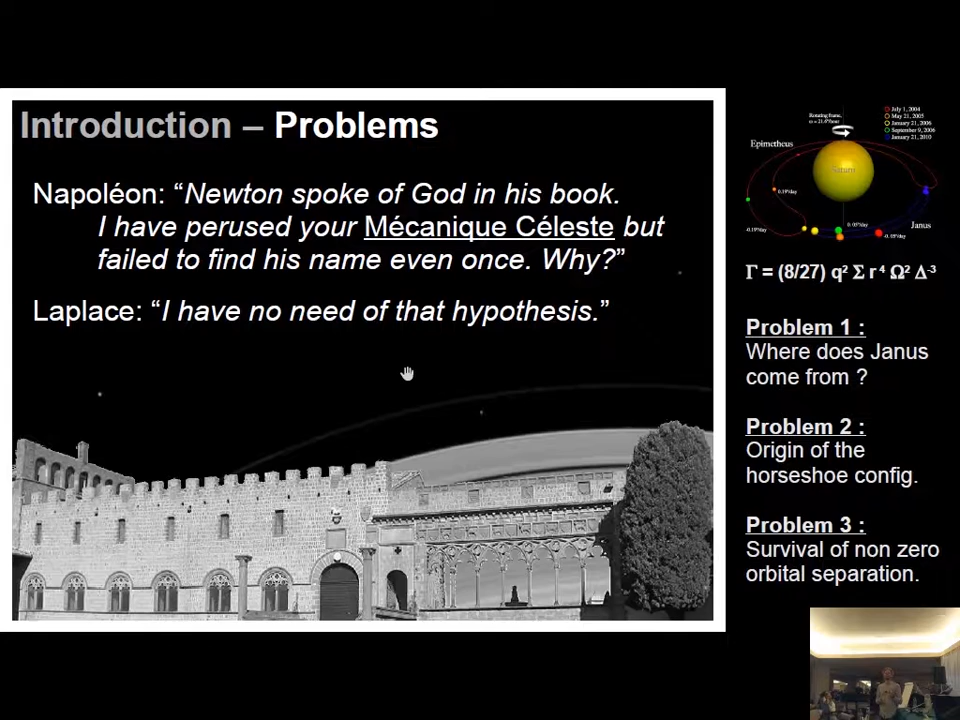 Introduction – Problems
Napoléon: “Newton spoke of God in his book.
I have perused your Mécanique Céleste but
failed to find his name even once. Why?”
Laplace: “I have no need of that hypothesis.”
Rotating frame,
July 1, 2004
May 21, 2005
January 21, 2006
September 9, 2006
January 21, 2010
Epimetheus
Saturn
Janus
Γ = (8/27) q² Σ r⁴ Ω² Δ⁻³
Problem 1 :
Where does Janus
come from ?
Problem 2 :
Origin of the
horseshoe config.
Problem 3 :
Survival of non zero
orbital separation.